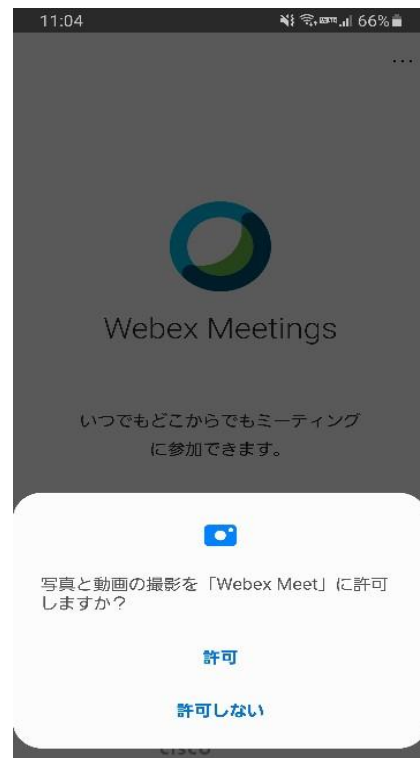 11:04
66%
...
Webex Meetings
いつでもどこからでもミーティング
に参加できます。
写真と動画の撮影を「Webex Meet」に許可
しますか？
許可
許可しない
cisco